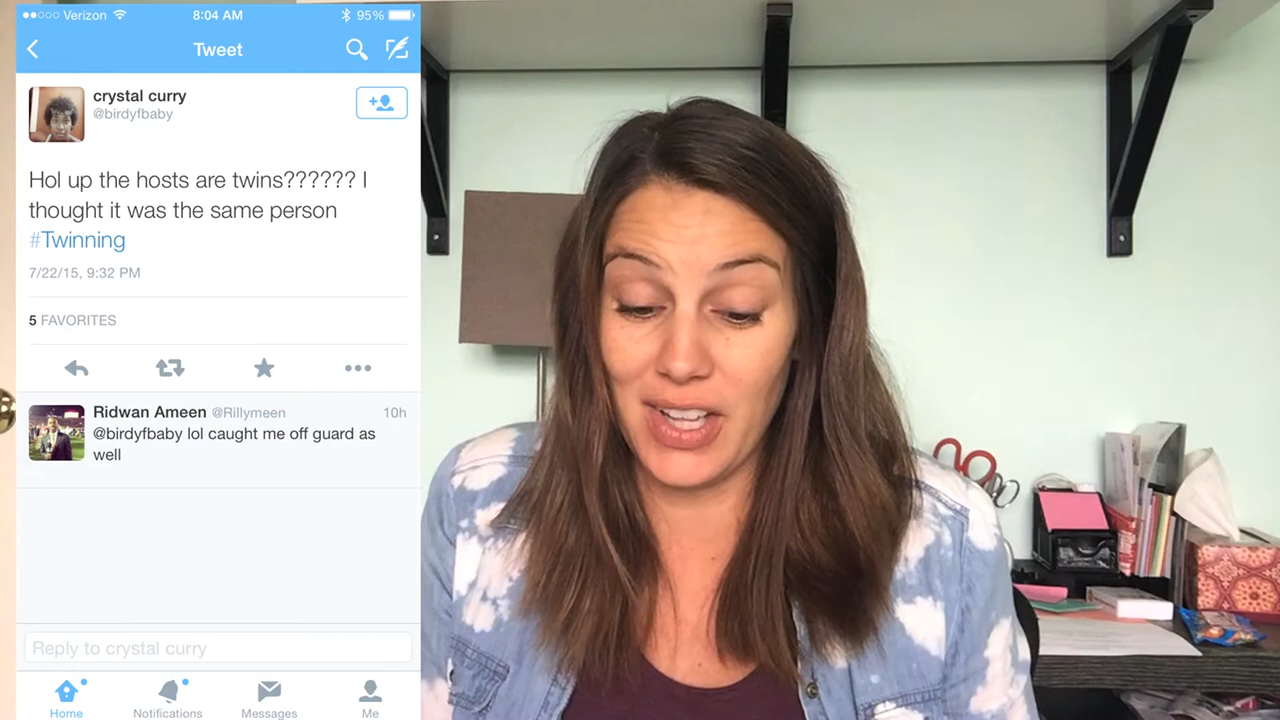 Verizon 8:04 AM 95%
Tweet
crystal curry
@birdyfbaby
Hol up the hosts are twins?????? I
thought it was the same person
#Twinning
7/22/15, 9:32 PM
5 FAVORITES
Ridwan Ameen @Rillymeen 10h
@birdyfbaby lol caught me off guard as
well
Reply to crystal curry
Home Notifications Messages Me